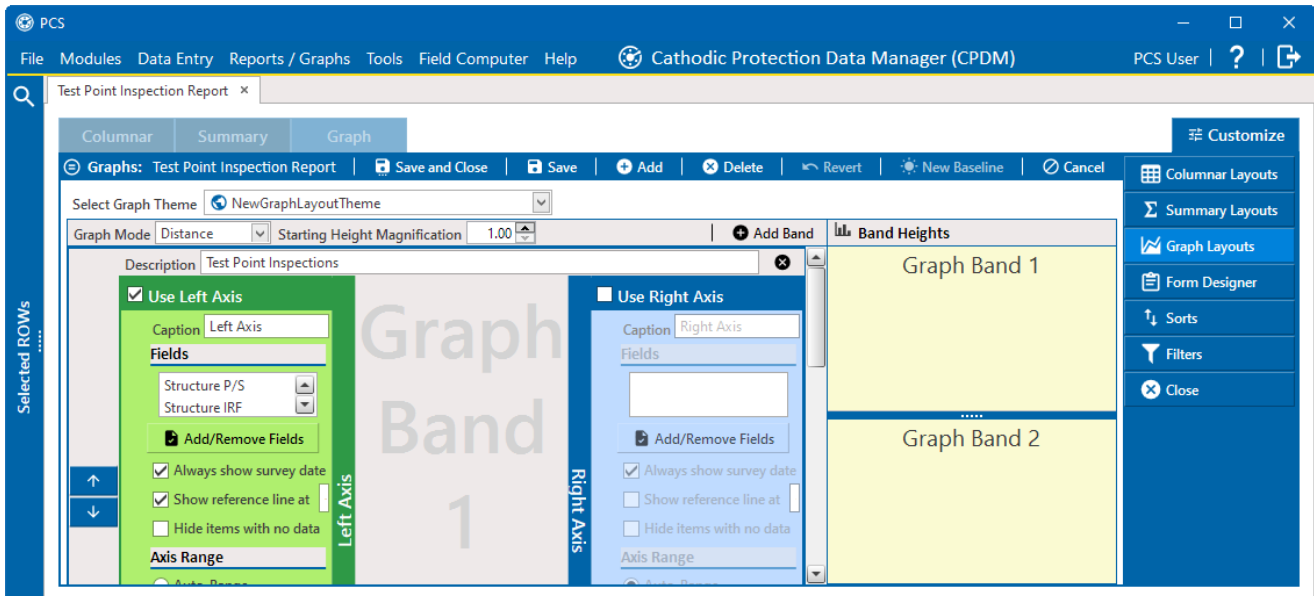 PCS
File Modules Data Entry Reports / Graphs Tools Field Computer Help Cathodic Protection Data Manager (CPDM) PCS User | ? |
Test Point Inspection Report ×
Selected ROWs
Columnar Summary Graph Customize
Graphs: Test Point Inspection Report | Save and Close | Save | Add | Delete | Revert | New Baseline | Cancel
Select Graph Theme NewGraphLayoutTheme
Graph Mode Distance Starting Height Magnification 1.00 | Add Band
Description Test Point Inspections
Use Left Axis
Caption Left Axis
Fields
Structure P/S
Structure IRF
Add/Remove Fields
Always show survey date
Show reference line at
Hide items with no data
Axis Range
Auto-Range
Left Axis
Graph
Band
1
Use Right Axis
Caption Right Axis
Fields
Add/Remove Fields
Always show survey date
Show reference line at
Hide items with no data
Axis Range
Auto-Range
Right Axis
Band Heights
Graph Band 1
Graph Band 2
Columnar Layouts
Summary Layouts
Graph Layouts
Form Designer
Sorts
Filters
Close